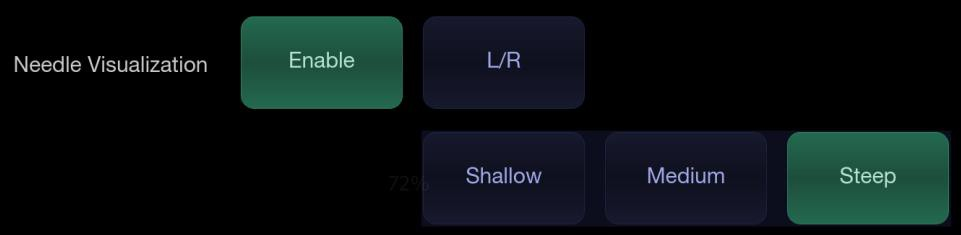 Needle Visualization Enable L/R
72% Shallow Medium Steep